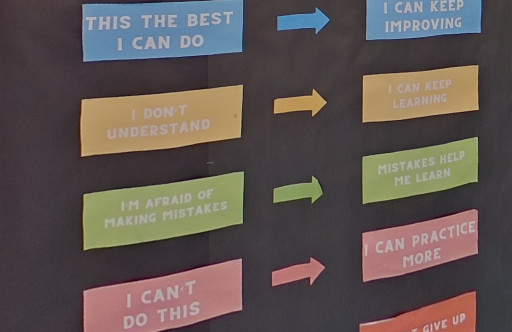 THIS THE BEST
I CAN DO
I CAN KEEP
IMPROVING
I DON'T
UNDERSTAND
I CAN KEEP
LEARNING
I'M AFRAID OF
MAKING MISTAKES
MISTAKES HELP
ME LEARN
I CAN'T
DO THIS
I CAN PRACTICE
MORE
GIVE UP